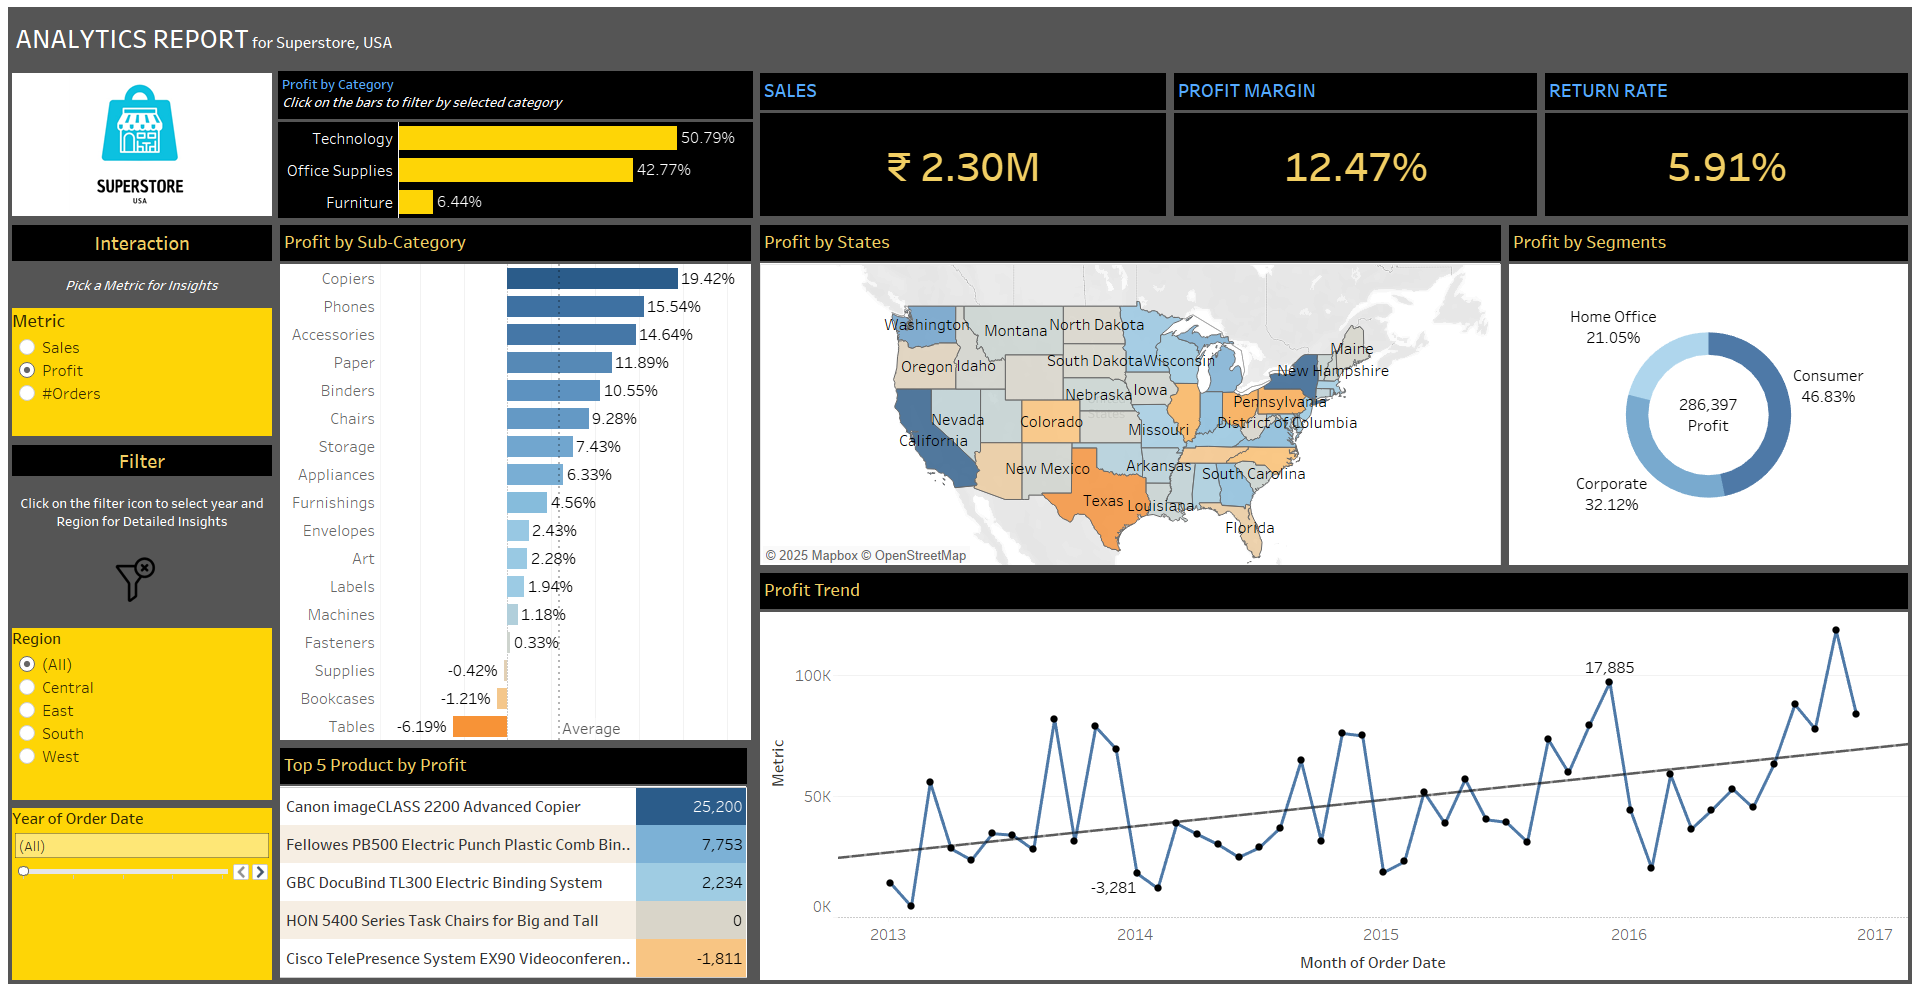 ANALYTICS REPORT for Superstore, USA
SUPERSTORE
USA
Profit by Category
Click on the bars to filter by selected category
Technology 50.79%
Office Supplies 42.77%
Furniture 6.44%
SALES
₹ 2.30M
PROFIT MARGIN
12.47%
RETURN RATE
5.91%
Interaction
Pick a Metric for Insights
Metric
Sales
Profit
#Orders
Filter
Click on the filter icon to select year and
Region for Detailed Insights
Region
(All)
Central
East
South
West
Year of Order Date
(All)
Profit by Sub-Category
Copiers 19.42%
Phones 15.54%
Accessories 14.64%
Paper 11.89%
Binders 10.55%
Chairs 9.28%
Storage 7.43%
Appliances 6.33%
Furnishings 4.56%
Envelopes 2.43%
Art 2.28%
Labels 1.94%
Machines 1.18%
Fasteners 0.33%
Supplies -0.42%
Bookcases -1.21%
Tables -6.19%
Average
Top 5 Product by Profit
Canon imageCLASS 2200 Advanced Copier 25,200
Fellowes PB500 Electric Punch Plastic Comb Bin.. 7,753
GBC DocuBind TL300 Electric Binding System 2,234
HON 5400 Series Task Chairs for Big and Tall 0
Cisco TelePresence System EX90 Videoconferen.. -1,811
Profit by States
Washington
Montana
North Dakota
Maine
Oregon
Idaho
South Dakota
Wisconsin
New Hampshire
Nebraska
Iowa
Pennsylvania
States
Nevada
Colorado
Missouri
District of Columbia
California
New Mexico
Arkansas
South Carolina
Texas
Louisiana
Florida
© 2025 Mapbox © OpenStreetMap
Profit by Segments
Home Office
21.05%
Consumer
46.83%
286,397
Profit
Corporate
32.12%
Profit Trend
Metric
100K
50K
0K
17,885
-3,281
2013
2014
2015
2016
2017
Month of Order Date